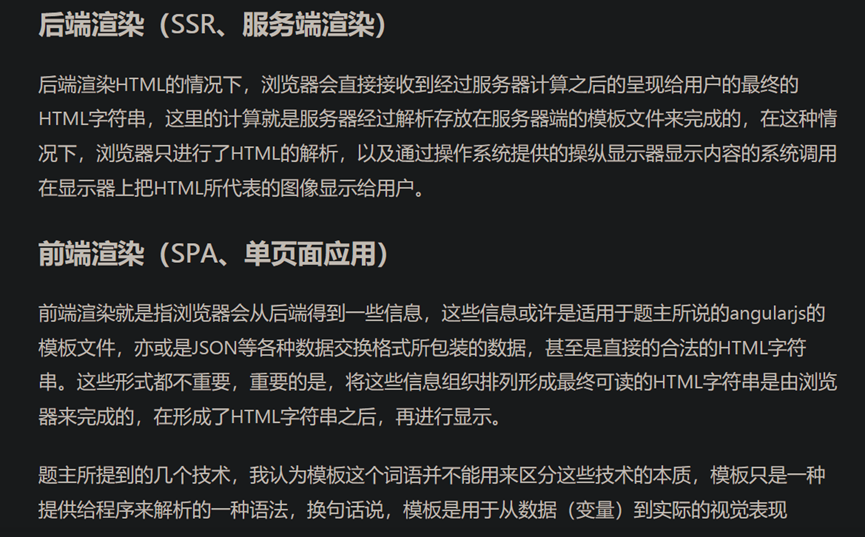 后端渲染（SSR、服务端渲染）
后端渲染HTML的情况下，浏览器会直接接收到经过服务器计算之后的呈现给用户的最终的
HTML字符串，这里的计算就是服务器经过解析存放在服务器端的模板文件来完成的，在这种情
况下，浏览器只进行了HTML的解析，以及通过操作系统提供的操纵显示器显示内容的系统调用
在显示器上把HTML所代表的图像显示给用户。
前端渲染（SPA、单页面应用）
前端渲染就是指浏览器会从后端得到一些信息，这些信息或许是适用于题主所说的angularjs的
模板文件，亦或是JSON等各种数据交换格式所包装的数据，甚至是直接的合法的HTML字符
串。这些形式都不重要，重要的是，将这些信息组织排列形成最终可读的HTML字符串是由浏览
器来完成的，在形成了HTML字符串之后，再进行显示。
题主所提到的几个技术，我认为模板这个词语并不能用来区分这些技术的本质，模板只是一种
提供给程序来解析的一种语法，换句话说，模板是用于从数据（变量）到实际的视觉表现